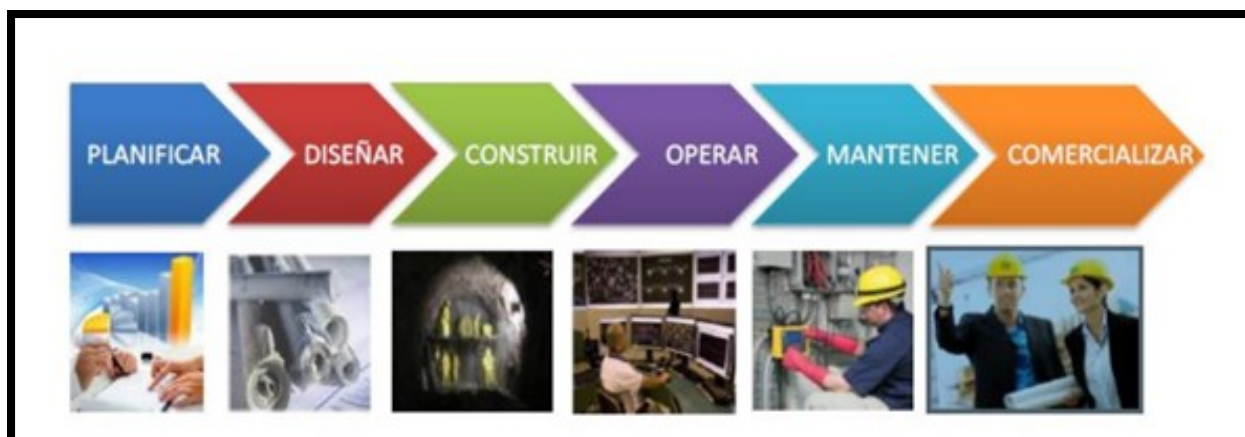 PLANIFICAR
DISEÑAR
CONSTRUIR
OPERAR
MANTENER
COMERCIALIZAR